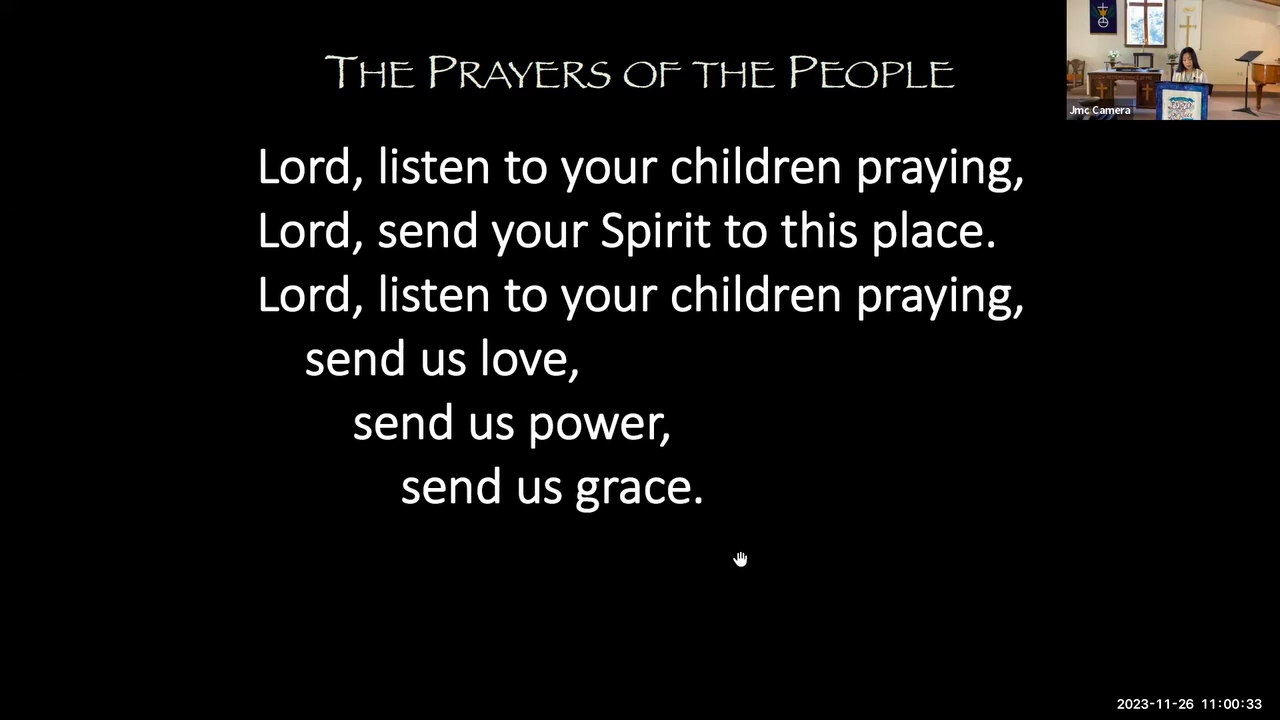 THE PRAYERS OF THE PEOPLE
Lord, listen to your children praying,
Lord, send your Spirit to this place.
Lord, listen to your children praying,
send us love,
send us power,
send us grace.
Jmc Camera
2023-11-26 11:00:33